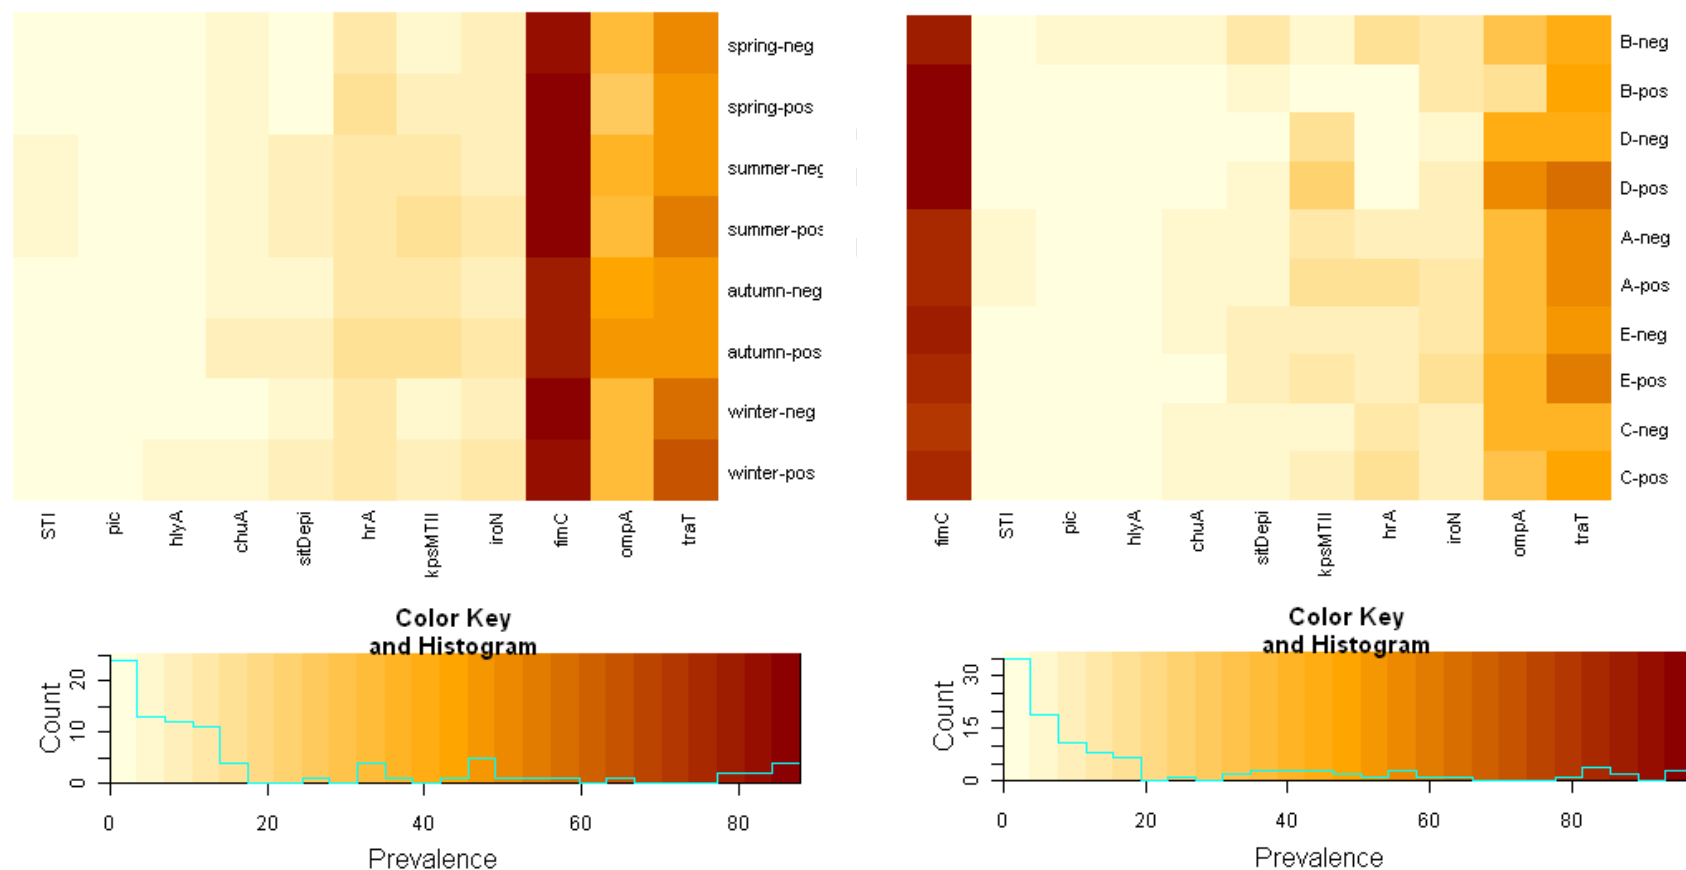 spring-neg
spring-pos
summer-neg
summer-pos
autumn-neg
autumn-pos
winter-neg
winter-pos
STI pic hlyA chuA sitDepi hrA kpsMTII iroN fimC ompA traT
Color Key
and Histogram
Count
0 10 20
0 20 40 60 80
Prevalence
B-neg
B-pos
D-neg
D-pos
A-neg
A-pos
E-neg
E-pos
C-neg
C-pos
fimC STI pic hlyA chuA sitDepi kpsMTII hrA iroN ompA traT
Color Key
and Histogram
Count
0 15 30
0 20 40 60 80
Prevalence